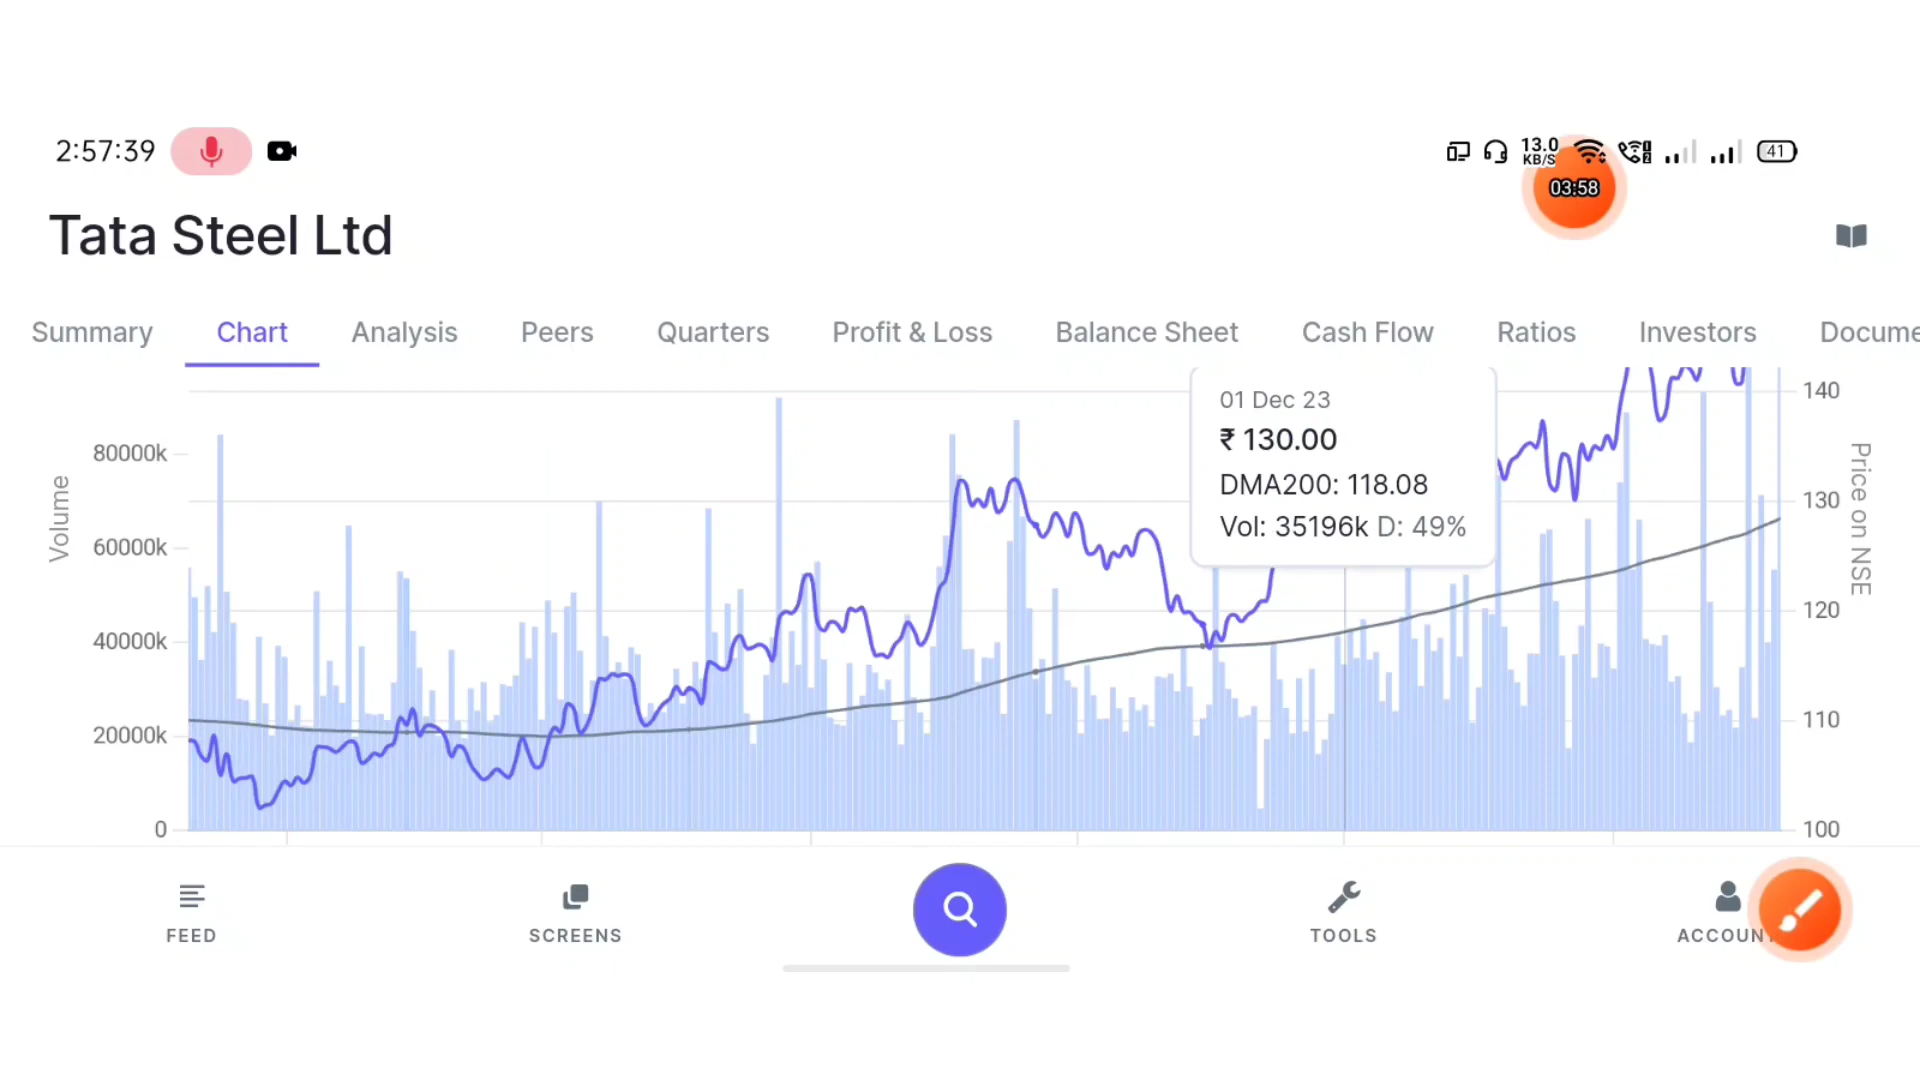 2:57:39
13.0
KB/S
41
03:58
Tata Steel Ltd
Summary Chart Analysis Peers Quarters Profit & Loss Balance Sheet Cash Flow Ratios Investors Docume
01 Dec 23
₹ 130.00
DMA200: 118.08
Vol: 35196k D: 49%
Volume
80000k
60000k
40000k
20000k
0
140
130
120
110
100
Price on NSE
FEED
SCREENS
TOOLS
ACCOUNT